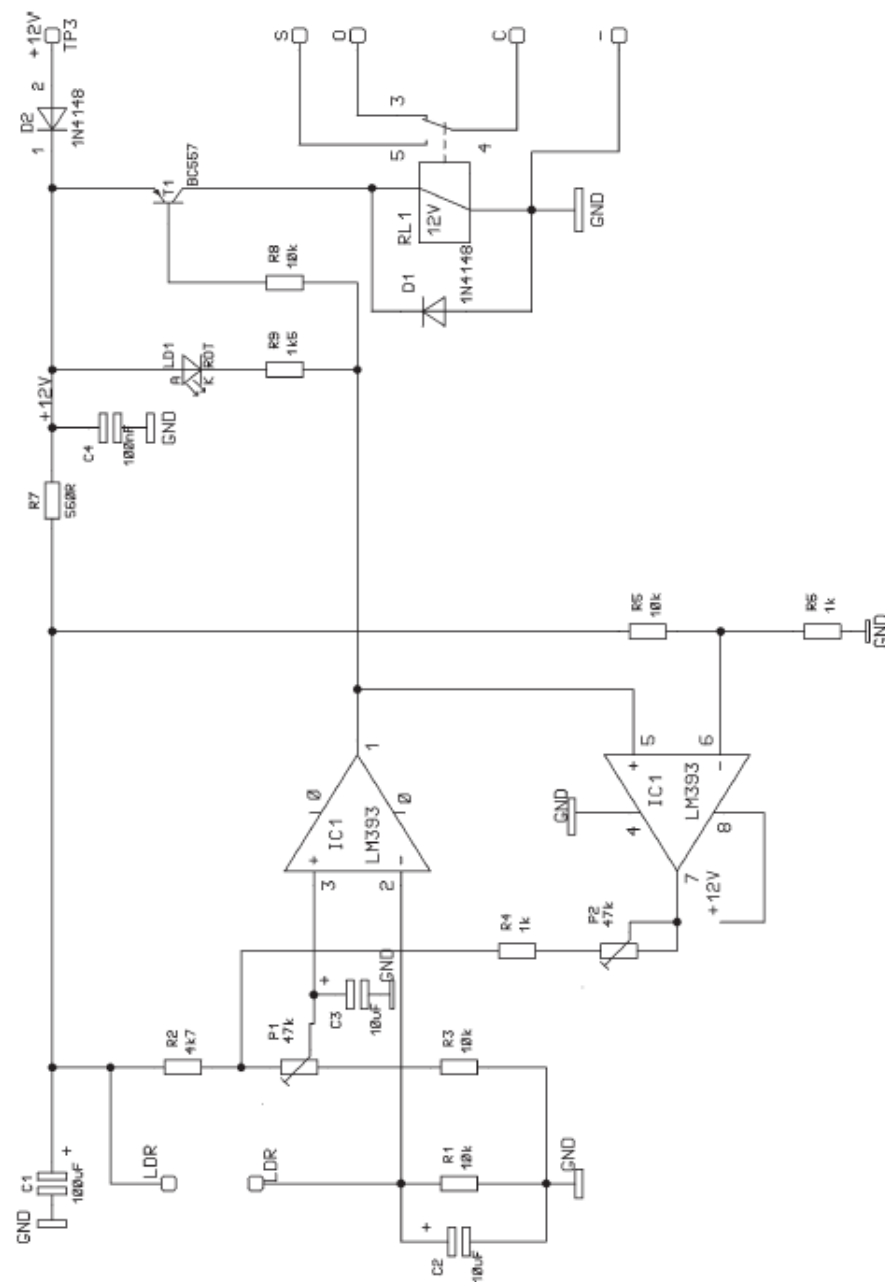 +12V
TP3
2
D2
1N4148
1
S
O
C
I
3
5
4
T1
BC557
RL1
12V
GND
D1
1N4148
R8
10k
LD1
A
K
ROT
R9
1k5
+12V
C4
100nF
GND
R7
560R
R5
10k
R6
1k
GND
1
0
0
IC1
LM393
+
-
3
2
5
6
+
-
IC1
LM393
GND
4
8
7
+12V
R4
1k
P2
47k
+
C3
10uF
GND
P1
47k
R2
4k7
R3
10k
R1
10k
GND
LDR
LDR
C1
100uF
+
GND
+
C2
10uF